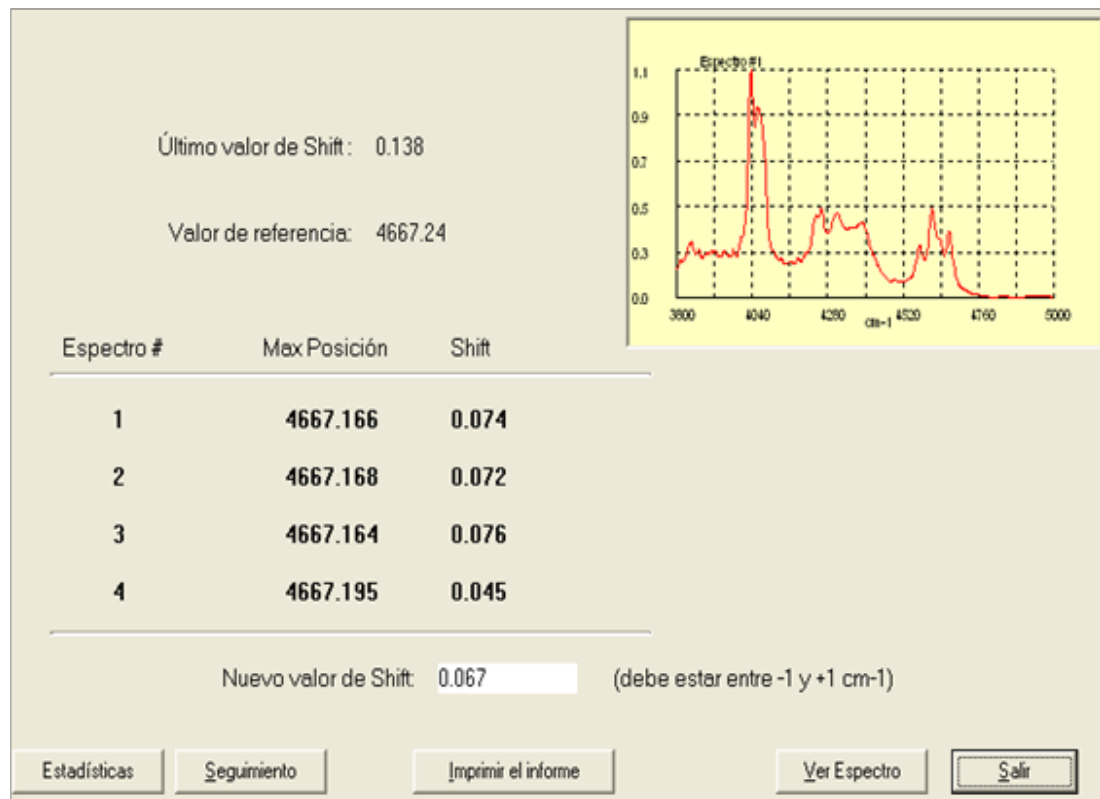 Último valor de Shift: 0.138
Valor de referencia: 4667.24
Espectro #1
1.1
0.9
0.7
0.5
0.3
0.0
3800 4040 4280 4520 4760 5000
cm-1
Espectro # Max Posición Shift
1 4667.166 0.074
2 4667.168 0.072
3 4667.164 0.076
4 4667.195 0.045
Nuevo valor de Shift: 0.067 (debe estar entre -1 y +1 cm-1)
Estadísticas Seguimiento Imprimir el informe Ver Espectro Salir